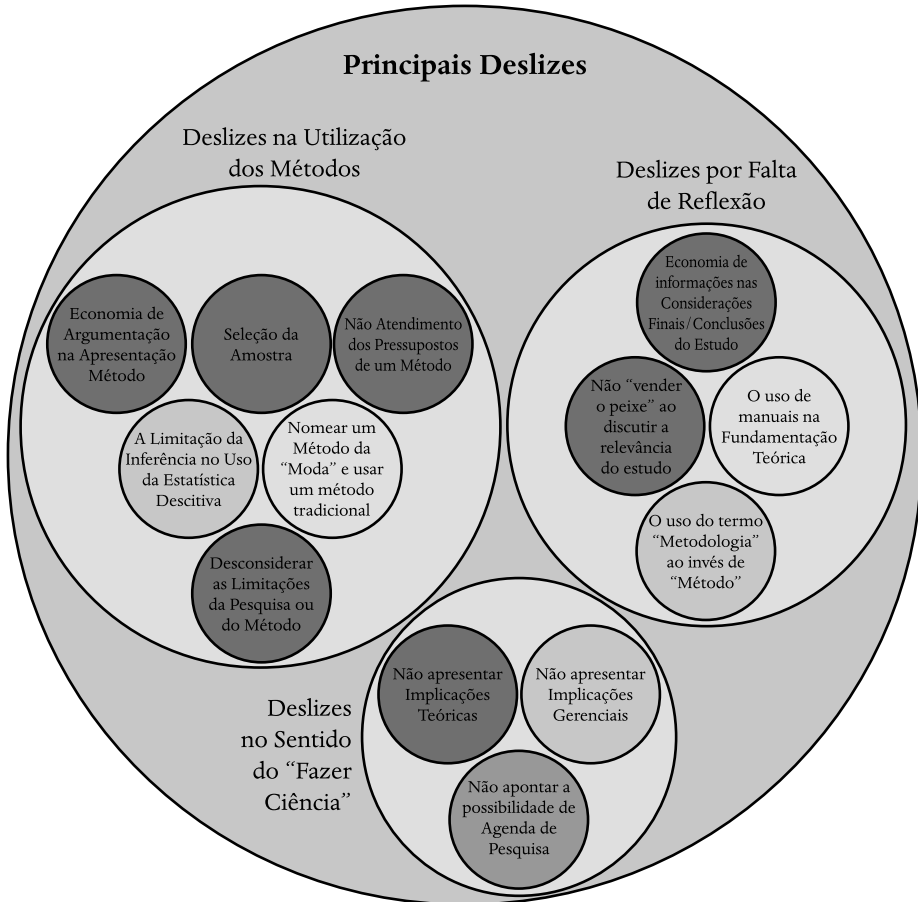 Principais Deslizes
Deslizes na Utilização
dos Métodos
Economia de
Argumentação
na Apresentação
Método
Seleção da
Amostra
Não Atendimento
dos Pressupostos
de um Método
A Limitação da
Inferência no Uso
da Estatística
Descitiva
Nomear um
Método da
“Moda” e usar
um método
tradicional
Desconsiderar
as Limitações
da Pesquisa ou
do Método
Deslizes por Falta
de Reflexão
Economia de
informações nas
Considerações
Finais/Conclusões
do Estudo
Não “vender
o peixe” ao
discutir a
relevância
do estudo
O uso de
manuais na
Fundamentação
Teórica
O uso do termo
“Metodologia”
ao invés de
“Método”
Deslizes
no Sentido
do “Fazer
Ciência”
Não apresentar
Implicações
Teóricas
Não apresentar
Implicações
Gerenciais
Não apontar a
possibilidade de
Agenda de
Pesquisa